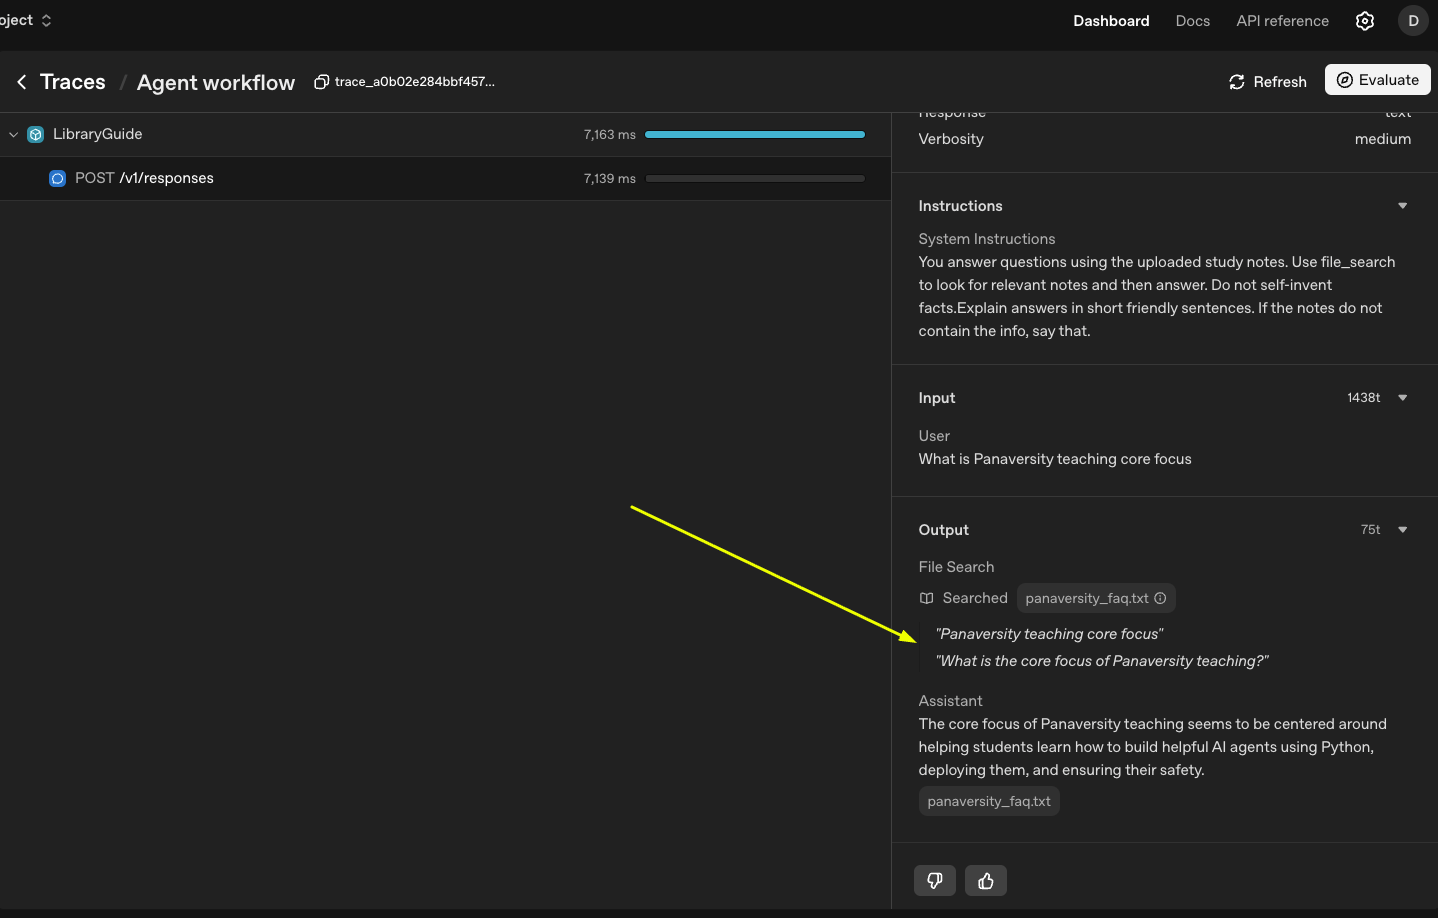 oject
Dashboard
Docs
API reference
D
Traces / Agent workflow
trace_a0b02e284bbf457...
Refresh
Evaluate
LibraryGuide
7,163 ms
POST /v1/responses
7,139 ms
Response text
Verbosity medium
Instructions
System Instructions
You answer questions using the uploaded study notes. Use file_search
to look for relevant notes and then answer. Do not self-invent
facts.Explain answers in short friendly sentences. If the notes do not
contain the info, say that.
Input 1438t
User
What is Panaversity teaching core focus
Output 75t
File Search
Searched panaversity_faq.txt
"Panaversity teaching core focus"
"What is the core focus of Panaversity teaching?"
Assistant
The core focus of Panaversity teaching seems to be centered around
helping students learn how to build helpful AI agents using Python,
deploying them, and ensuring their safety.
panaversity_faq.txt